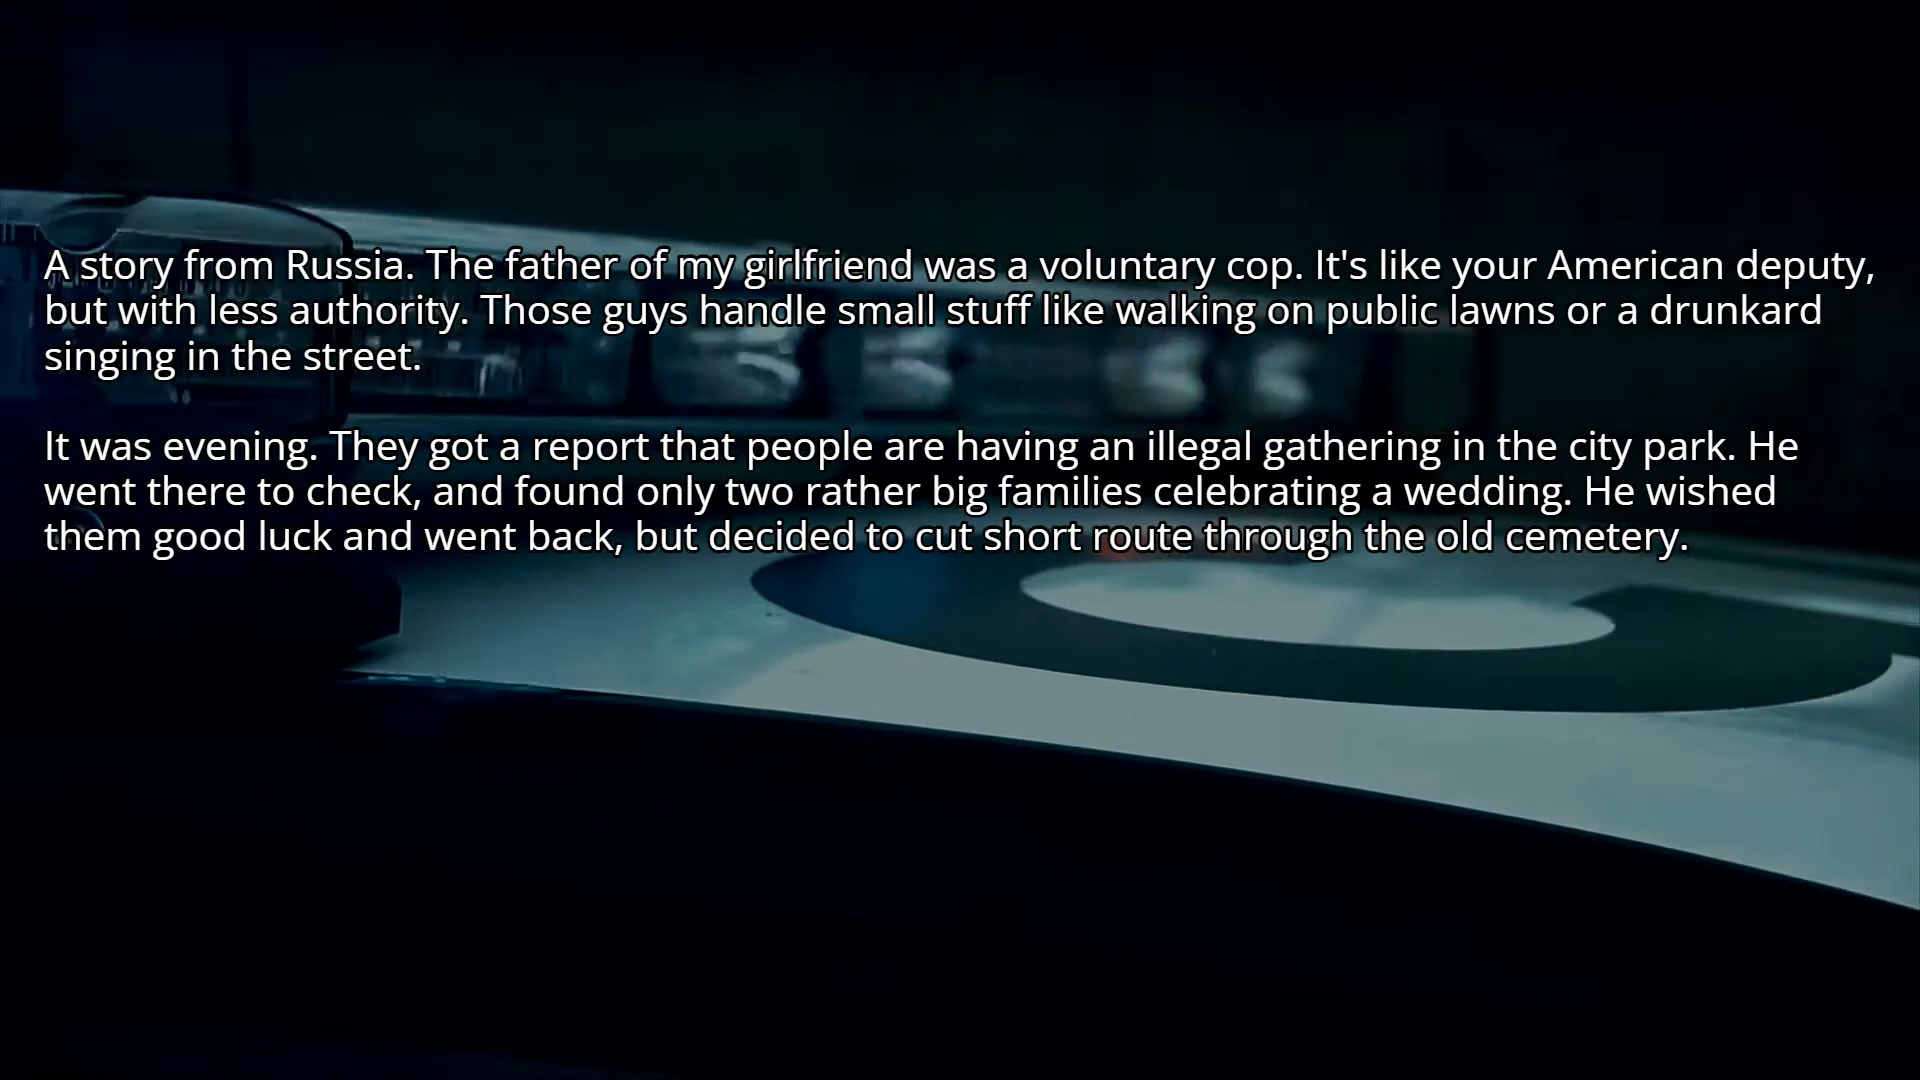 A story from Russia. The father of my girlfriend was a voluntary cop. It's like your American deputy,
but with less authority. Those guys handle small stuff like walking on public lawns or a drunkard
singing in the street.
It was evening. They got a report that people are having an illegal gathering in the city park. He
went there to check, and found only two rather big families celebrating a wedding. He wished
them good luck and went back, but decided to cut short route through the old cemetery.